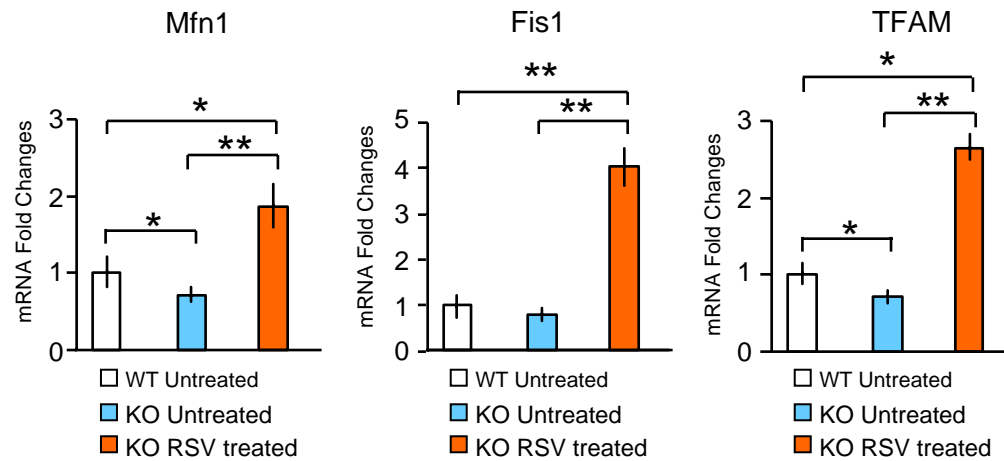 Mfn1
mRNA Fold Changes
3
2
1
0
*
**
*
WT Untreated
KO Untreated
KO RSV treated
Fis1
mRNA Fold Changes
5
4
3
2
1
0
**
**
WT Untreated
KO Untreated
KO RSV treated
TFAM
mRNA Fold Changes
3
2
1
0
*
**
*
WT Untreated
KO Untreated
KO RSV treated